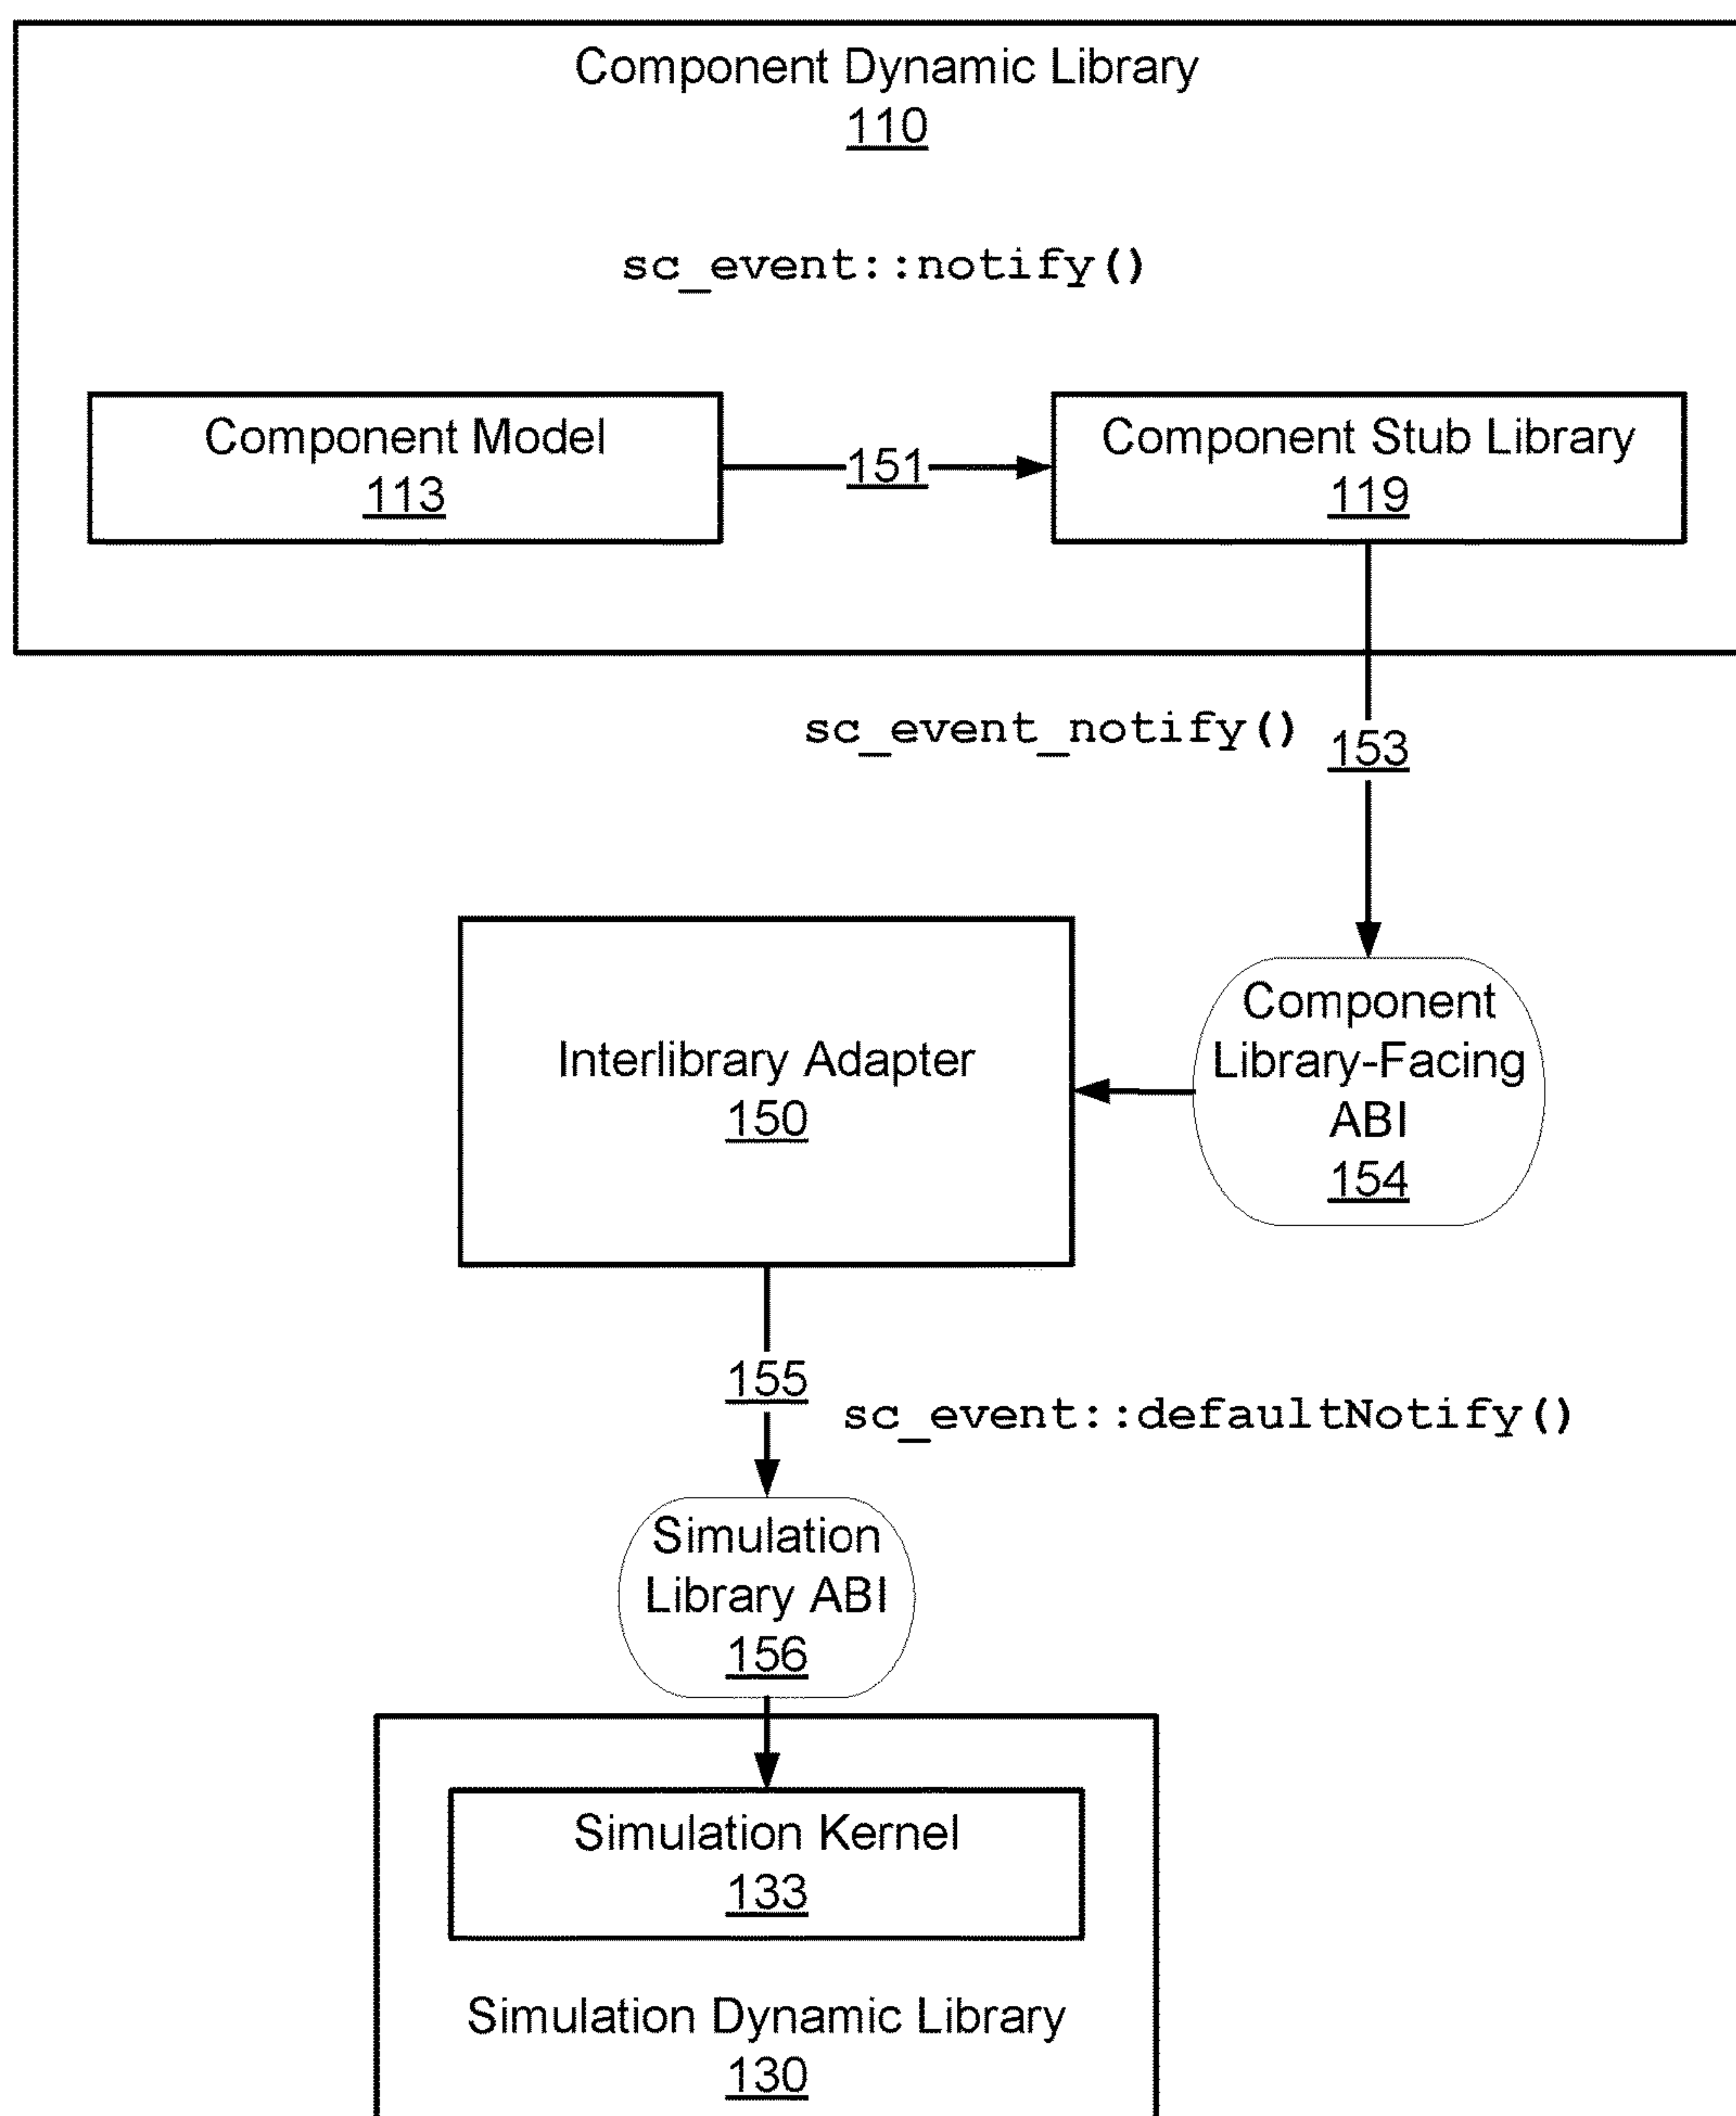 Component Dynamic Library
110
sc_event::notify()
Component Model
113
151
Component Stub Library
119
sc_event_notify()
153
Component
Library-Facing
ABI
154
Interlibrary Adapter
150
155
sc_event::defaultNotify()
Simulation
Library ABI
156
Simulation Kernel
133
Simulation Dynamic Library
130